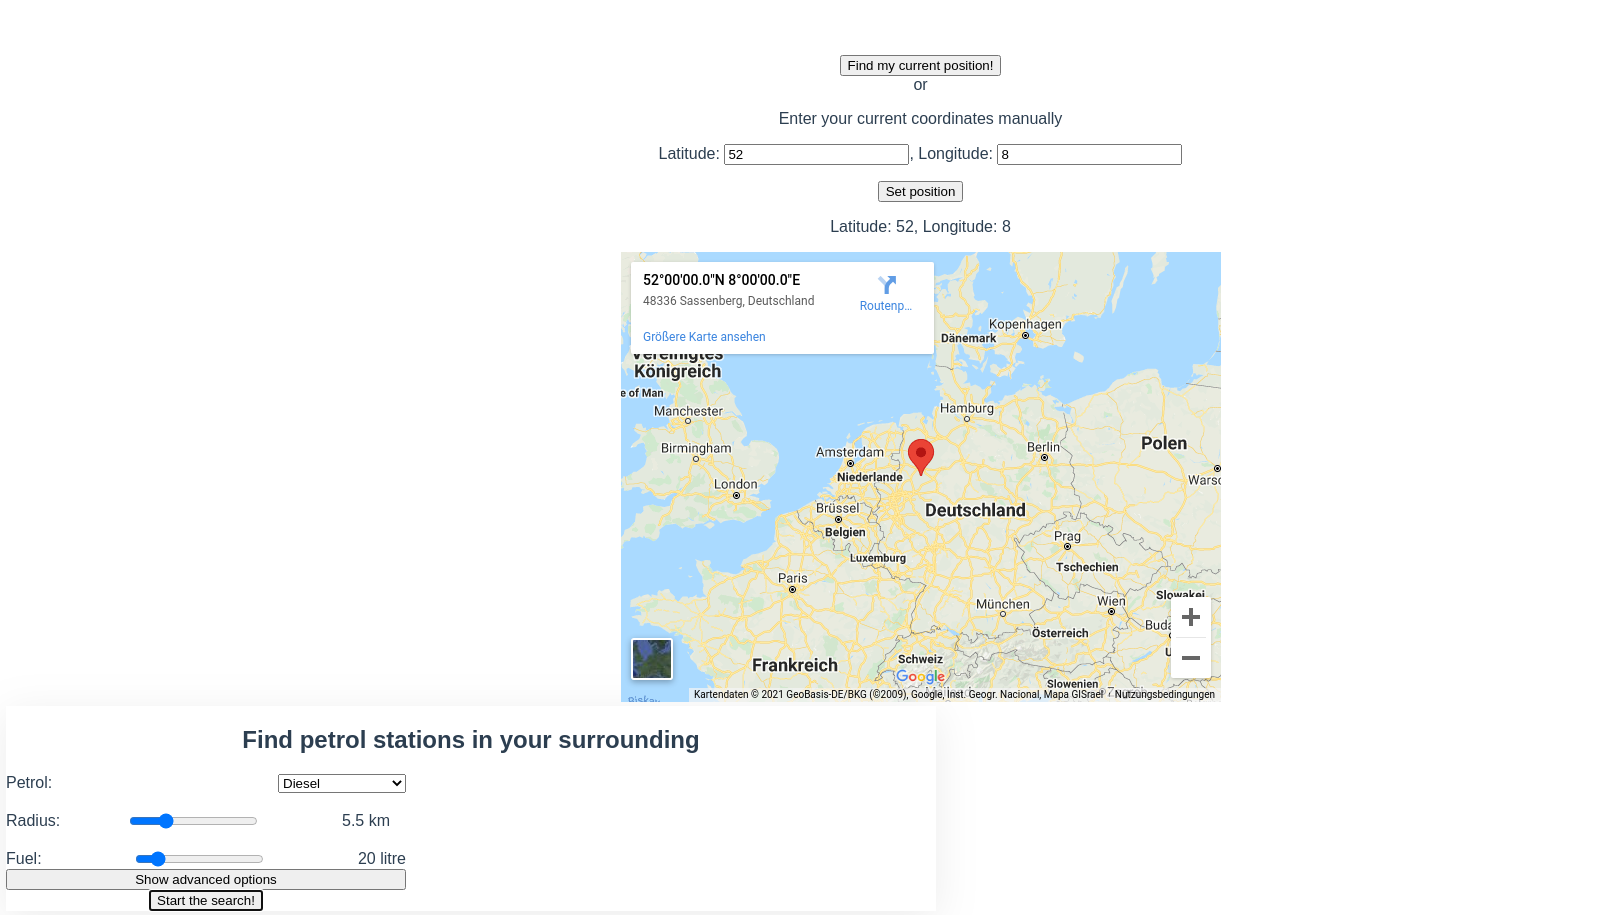 Find my current position!
or
Enter your current coordinates manually
Latitude: 52, Longitude: 8
Set position
Latitude: 52, Longitude: 8
52°00'00.0"N 8°00'00.0"E
48336 Sassenberg, Deutschland
Routenp...
Größere Karte ansehen
Kopenhagen
Dänemark
Vereinigtes
Königreich
e of Man
Manchester
Hamburg
Birmingham
Amsterdam
Berlin
Polen
Niederlande
London
Warsc
Brüssel
Deutschland
Belgien
Prag
Luxemburg
Tschechien
Paris
München
Wien
Slowakei
Österreich
Buda
Frankreich
Schweiz
Google
Slowenien
Biskay
Kartendaten © 2021 GeoBasis-DE/BKG (©2009), Google, Inst. Geogr. Nacional, Mapa GISrael
Nutzungsbedingungen
Find petrol stations in your surrounding
Petrol: Diesel
Radius: 5.5 km
Fuel: 20 litre
Show advanced options
Start the search!